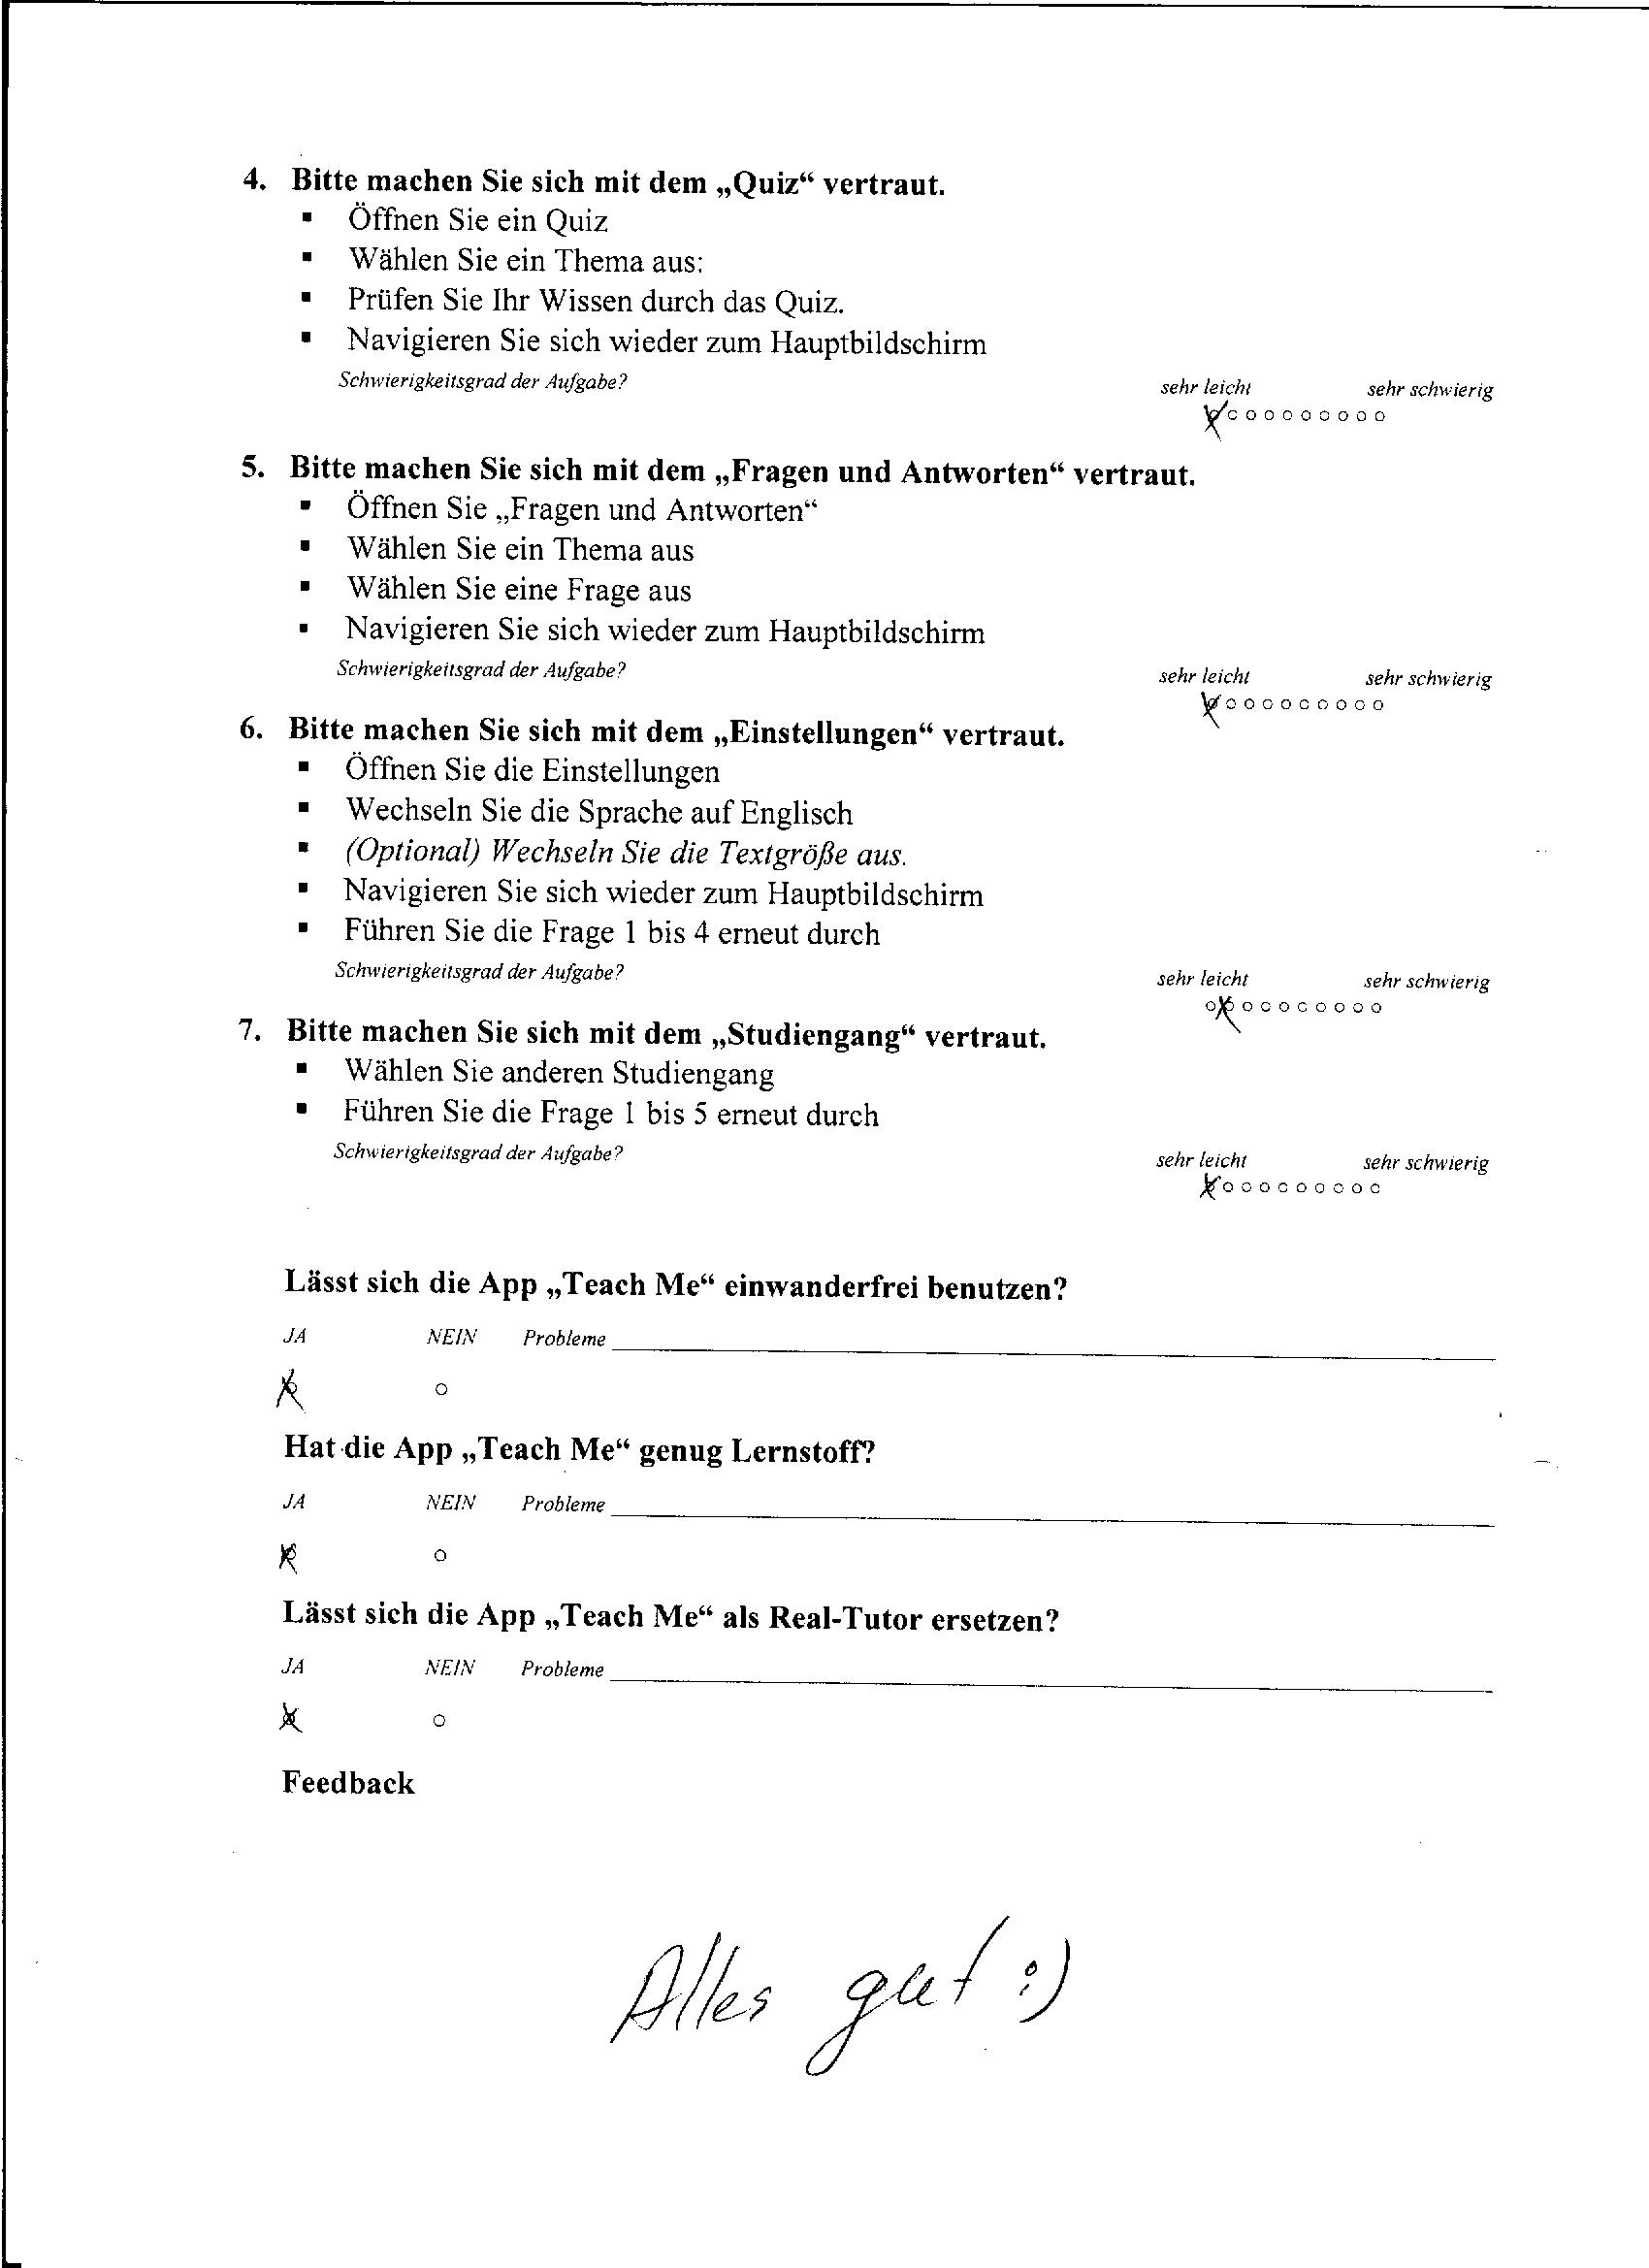 4. Bitte machen Sie sich mit dem „Quiz“ vertraut.
▪ Öffnen Sie ein Quiz
▪ Wählen Sie ein Thema aus:
▪ Prüfen Sie Ihr Wissen durch das Quiz.
▪ Navigieren Sie sich wieder zum Hauptbildschirm
Schwierigkeitsgrad der Aufgabe? sehr leicht sehr schwierig
5. Bitte machen Sie sich mit dem „Fragen und Antworten“ vertraut.
▪ Öffnen Sie „Fragen und Antworten“
▪ Wählen Sie ein Thema aus
▪ Wählen Sie eine Frage aus
▪ Navigieren Sie sich wieder zum Hauptbildschirm
Schwierigkeitsgrad der Aufgabe? sehr leicht sehr schwierig
6. Bitte machen Sie sich mit dem „Einstellungen“ vertraut.
▪ Öffnen Sie die Einstellungen
▪ Wechseln Sie die Sprache auf Englisch
▪ (Optional) Wechseln Sie die Textgröße aus.
▪ Navigieren Sie sich wieder zum Hauptbildschirm
▪ Führen Sie die Frage 1 bis 4 erneut durch
Schwierigkeitsgrad der Aufgabe? sehr leicht sehr schwierig
7. Bitte machen Sie sich mit dem „Studiengang“ vertraut.
▪ Wählen Sie anderen Studiengang
▪ Führen Sie die Frage 1 bis 5 erneut durch
Schwierigkeitsgrad der Aufgabe? sehr leicht sehr schwierig
Lässt sich die App „Teach Me“ einwanderfrei benutzen?
JA NEIN Probleme
Hat die App „Teach Me“ genug Lernstoff?
JA NEIN Probleme
Lässt sich die App „Teach Me“ als Real-Tutor ersetzen?
JA NEIN Probleme
Feedback
Alles gut :)